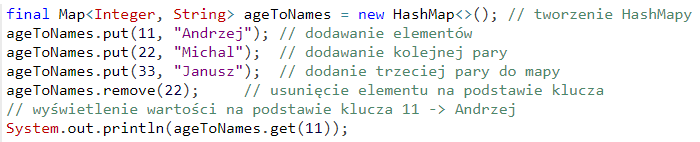 final Map<Integer, String> ageToNames = new HashMap<>(); // tworzenie HashMapy
ageToNames.put(11, "Andrzej"); // dodawanie elementów
ageToNames.put(22, "Michal");  // dodawanie kolejnej pary
ageToNames.put(33, "Janusz");  // dodanie trzeciej pary do mapy
ageToNames.remove(22);     // usunięcie elementu na podstawie klucza
// wyświetlenie wartości na podstawie klucza 11 -> Andrzej
System.out.println(ageToNames.get(11));